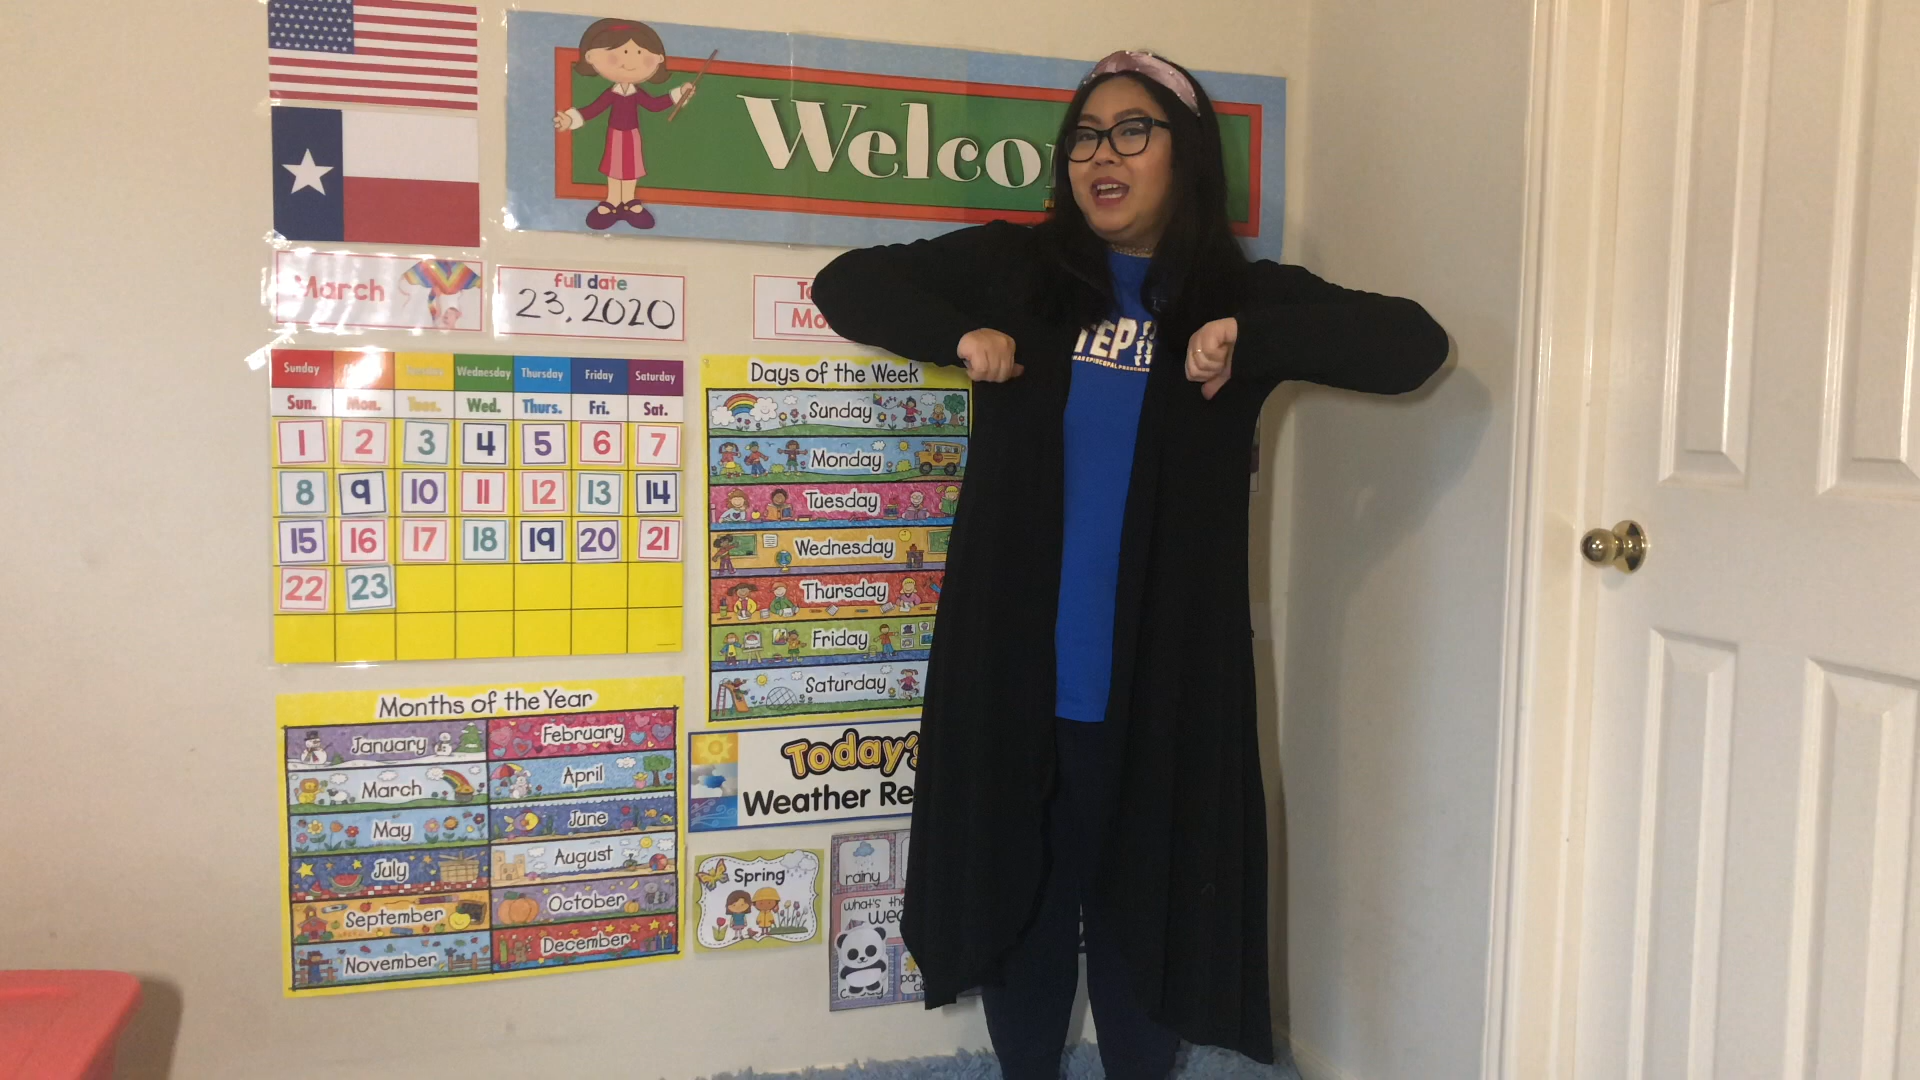 Welco
March
full date
23, 2020
Sunday Wednesday Thursday Friday Saturday
Sun. Mon. Tues. Wed. Thurs. Fri. Sat.
1 2 3 4 5 6 7
8 9 10 11 12 13 14
15 16 17 18 19 20 21
22 23
Days of the Week
Sunday
Monday
Tuesday
Wednesday
Thursday
Friday
Saturday
Months of the Year
January February
March April
May June
July August
September October
November December
Today's
Weather Re
Spring
rainy
what's the
TEP